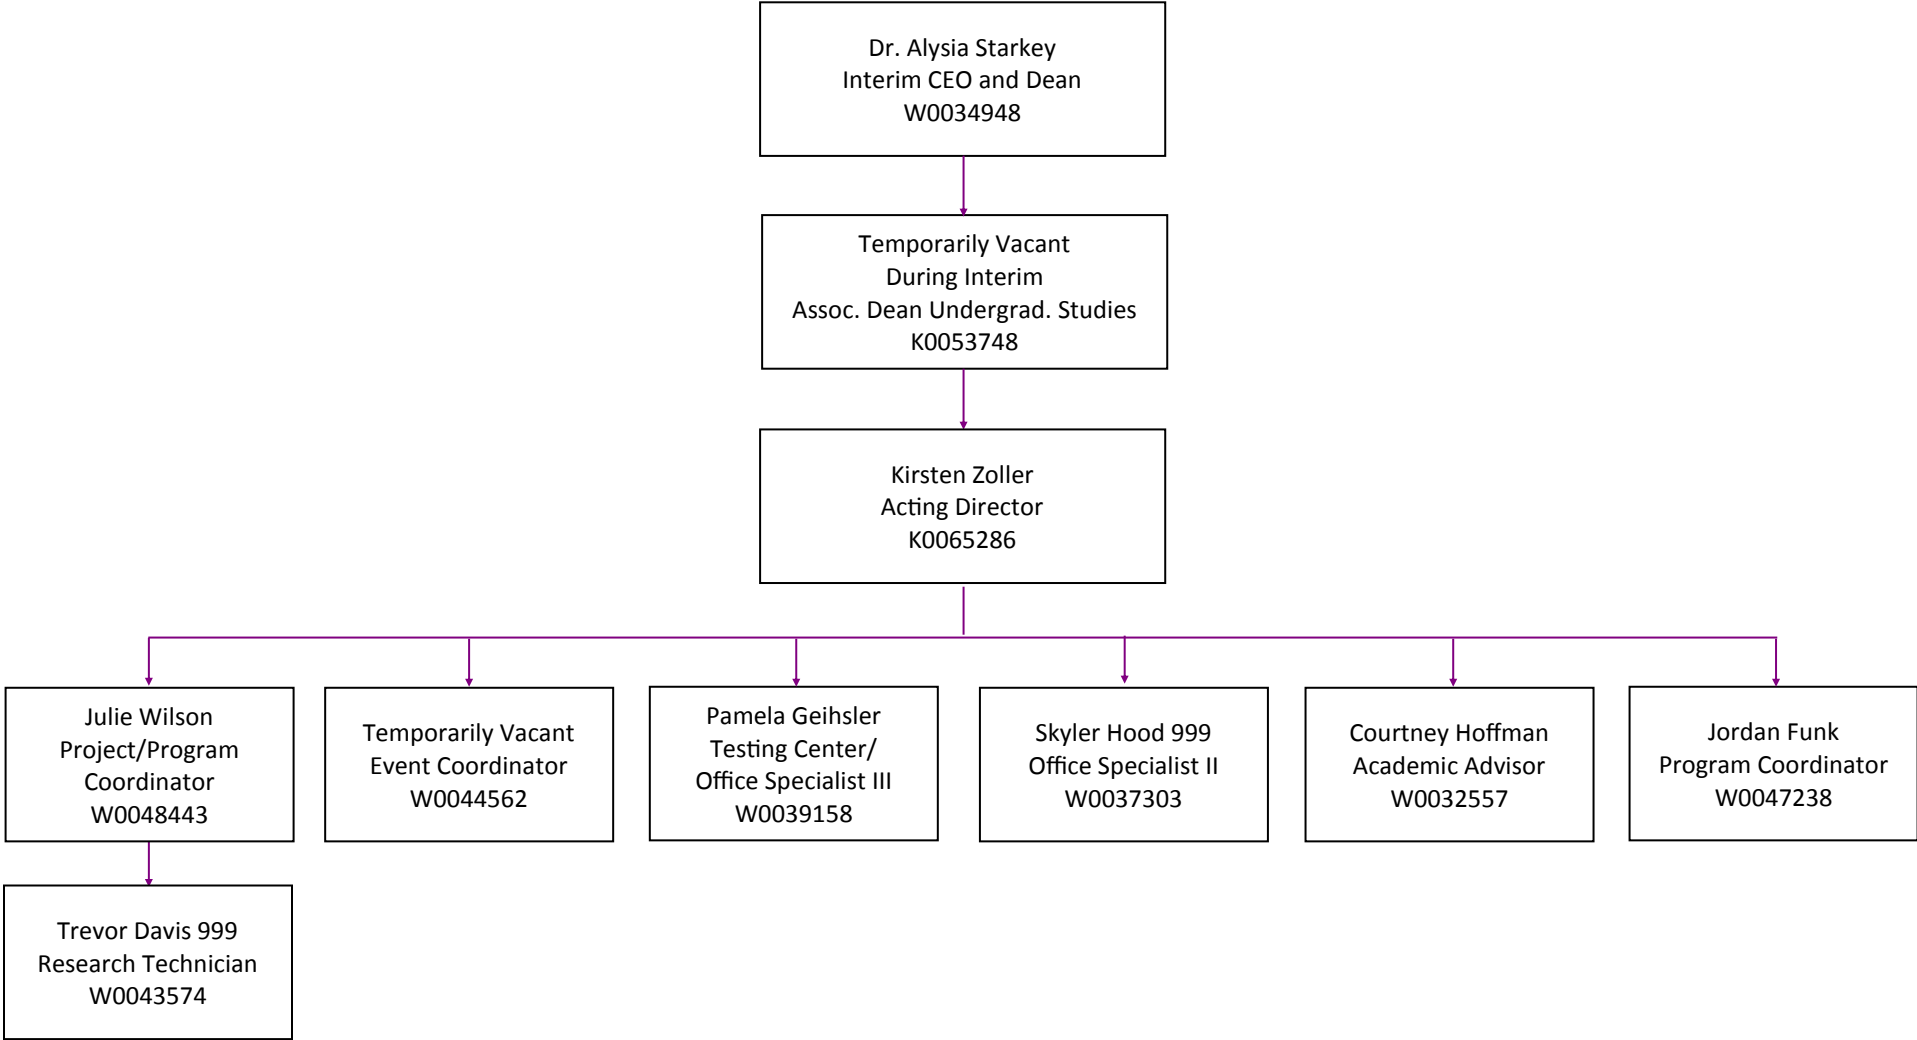 Dr. Alysia Starkey
Interim CEO and Dean
W0034948
Temporarily Vacant
During Interim
Assoc. Dean Undergrad. Studies
K0053748
Kirsten Zoller
Acting Director
K0065286
Julie Wilson
Project/Program
Coordinator
W0048443
Temporarily Vacant
Event Coordinator
W0044562
Pamela Geihsler
Testing Center/
Office Specialist III
W0039158
Skyler Hood 999
Office Specialist II
W0037303
Courtney Hoffman
Academic Advisor
W0032557
Jordan Funk
Program Coordinator
W0047238
Trevor Davis 999
Research Technician
W0043574